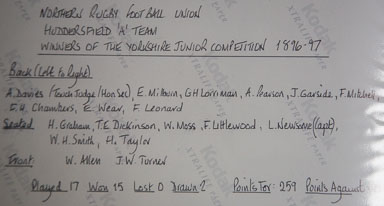 NORTHERN RUGBY FOOTBALL UNION
HUDDERSFIELD 'A' TEAM
WINNERS OF THE YORKSHIRE JUNIOR COMPETITION 1896-97
Back (Left to Right)
A. Davies (Touch Judge/Hon Sec), E. Milburn, G.H. Lorriman, A. Pearson, J. Garside, F. Mitchell,
E.H. Chambers, E. Wear, F. Leonard
Seated H. Graham, T.E. Dickinson, W. Moss, F. Littlewood, L. Newsome (Capt),
W.H. Smith, H. Taylor
Front W. Allen J.W. Turner
Played 17 Won 15 Lost 0 Drawn 2 Points For: 259 Points Against